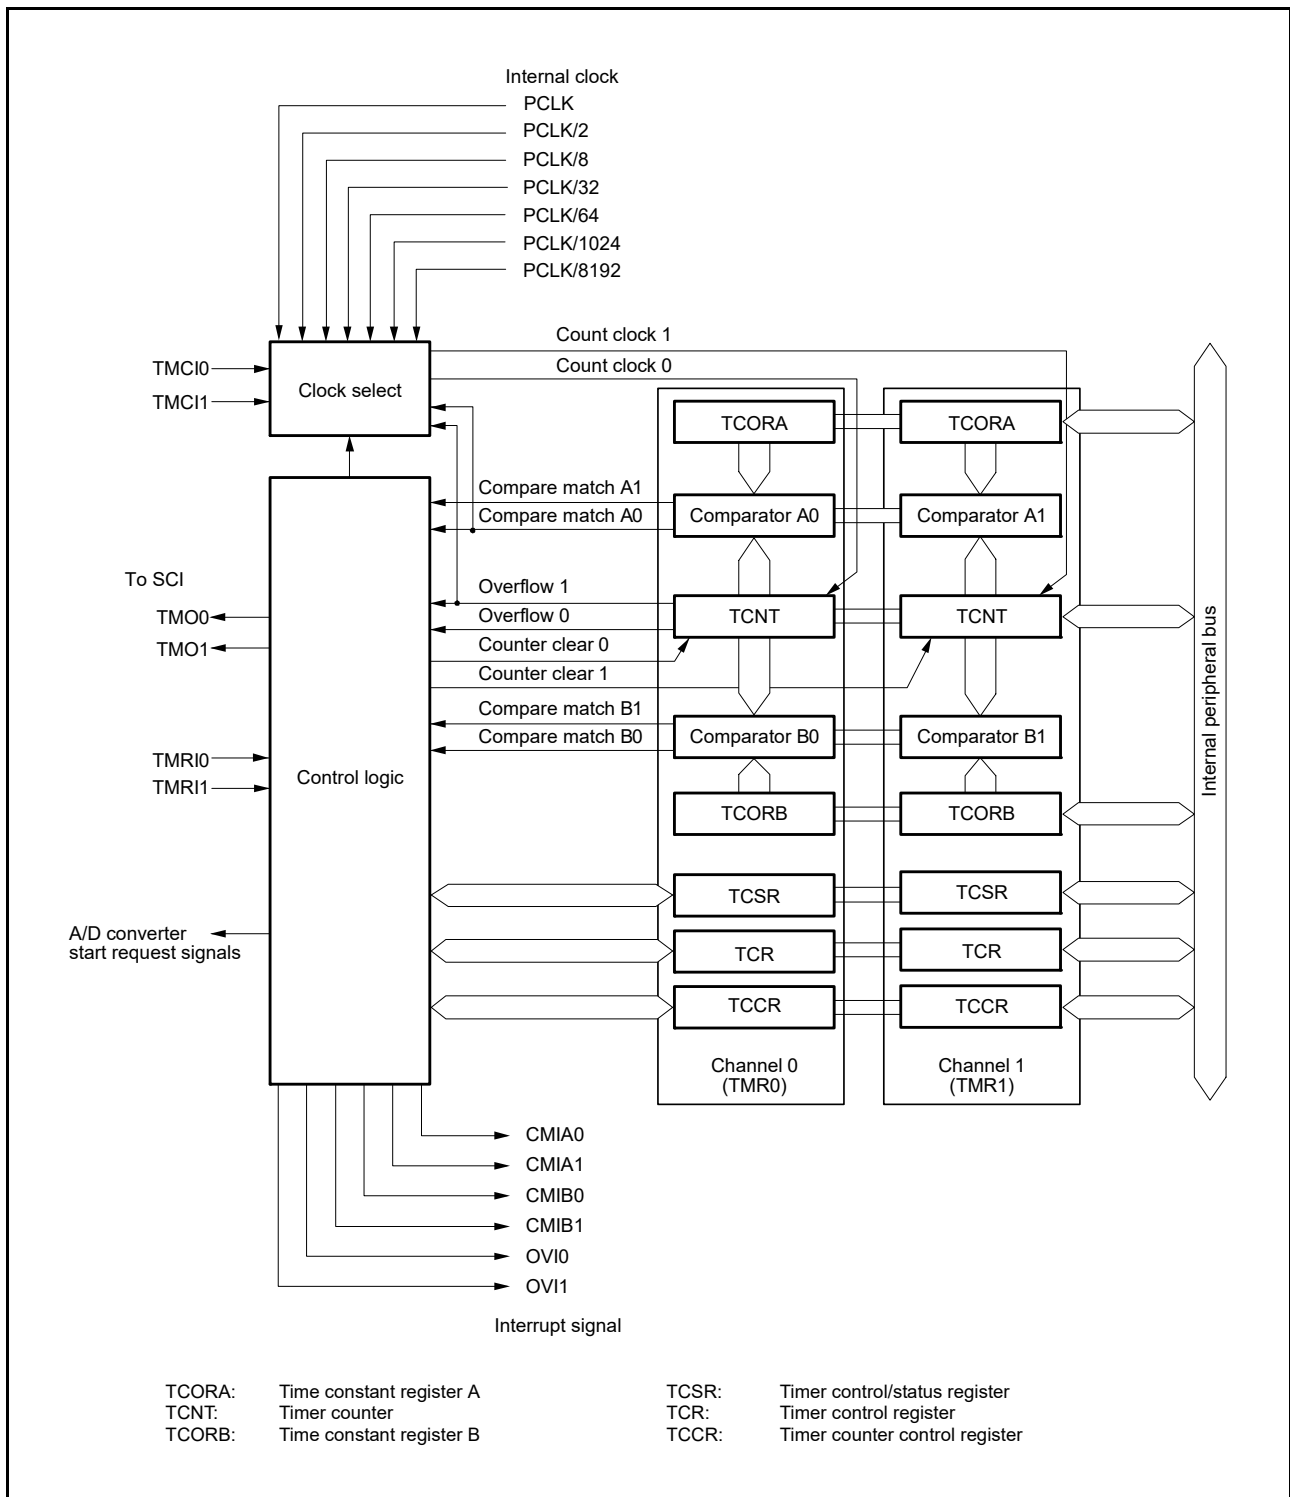 Internal clock
PCLK
PCLK/2
PCLK/8
PCLK/32
PCLK/64
PCLK/1024
PCLK/8192
Count clock 1
Count clock 0
TMCI0
TMCI1
Clock select
TCORA
TCORA
Compare match A1
Compare match A0
Comparator A0
Comparator A1
To SCI
TMO0
TMO1
Overflow 1
Overflow 0
Counter clear 0
Counter clear 1
TCNT
TCNT
Compare match B1
Compare match B0
Comparator B0
Comparator B1
TMRI0
TMRI1
Control logic
TCORB
TCORB
Internal peripheral bus
TCSR
TCSR
A/D converter
start request signals
TCR
TCR
TCCR
TCCR
Channel 0
(TMR0)
Channel 1
(TMR1)
CMIA0
CMIA1
CMIB0
CMIB1
OVI0
OVI1
Interrupt signal
TCORA: Time constant register A
TCNT: Timer counter
TCORB: Time constant register B
TCSR: Timer control/status register
TCR: Timer control register
TCCR: Timer counter control register